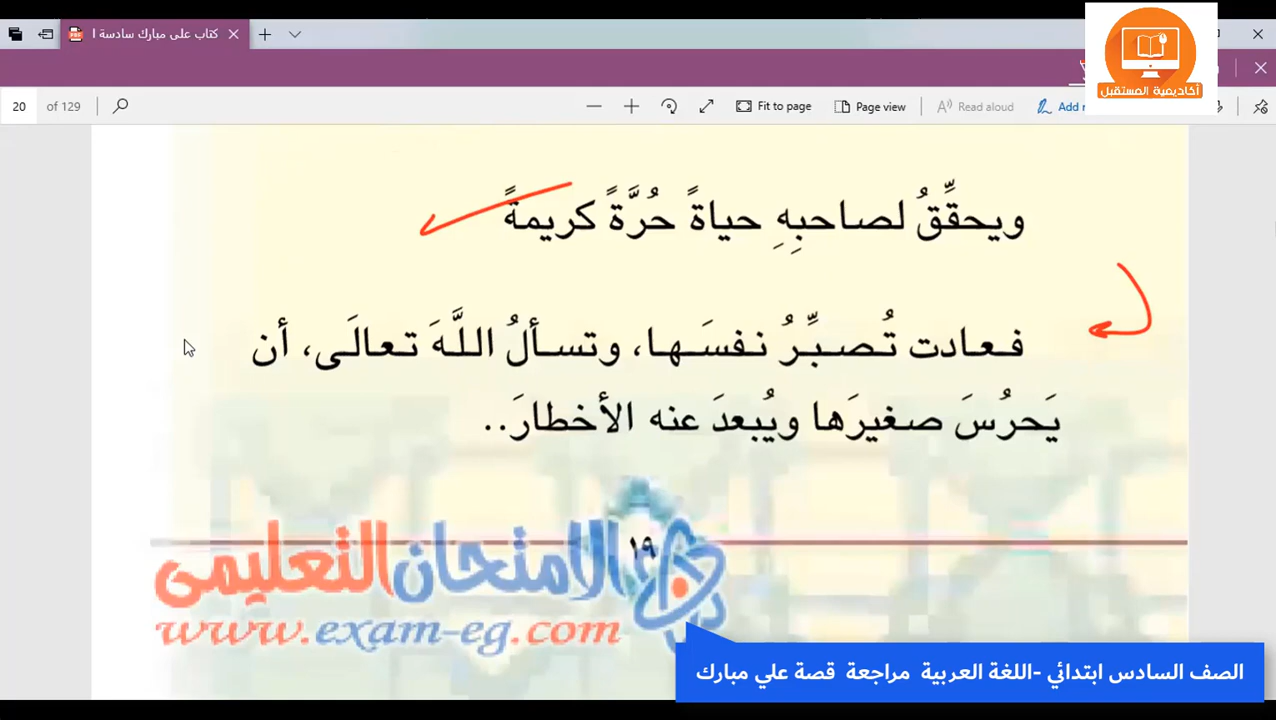 كتاب على مبارك سادسة ا
أكاديمية المستقبل
20 of 129
Fit to page
Page view
Read aloud
Add
ويحقِّقُ لصاحبِهِ حياةً حُرَّةً كريمةً
فعادت تُصبِّرُ نفسَها، وتسألُ اللَّهَ تعالَى، أن
يَحرُسَ صغيرَها ويُبعدَ عنه الأخطارَ..
١٩
الامتحان التعليمى
www.exam-eg.com
الصف السادس ابتدائي -اللغة العربية مراجعة قصة علي مبارك